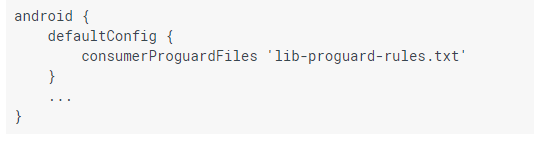 android {
    defaultConfig {
        consumerProguardFiles 'lib-proguard-rules.txt'
    }
    ...
}